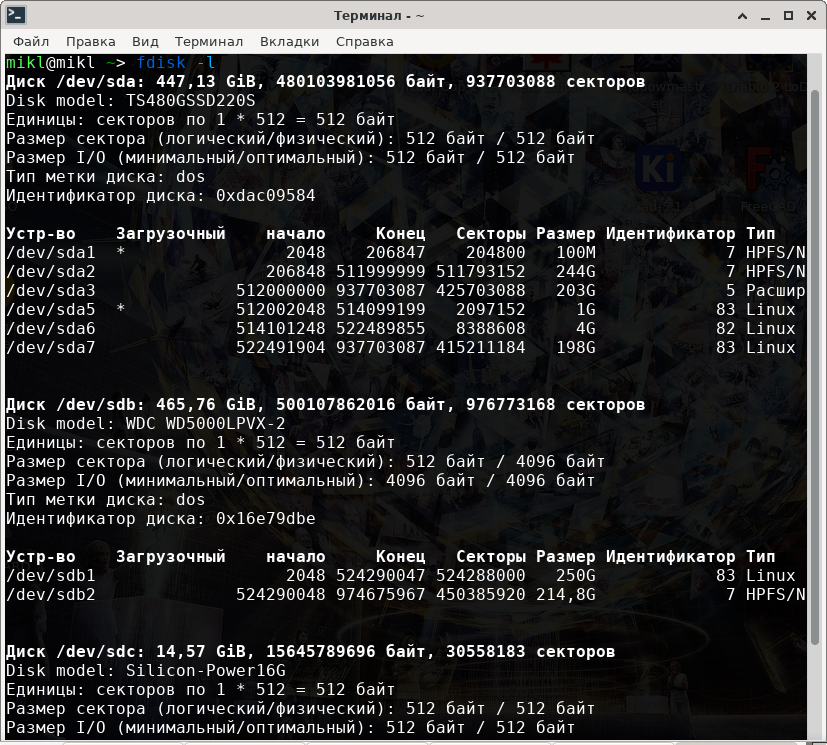 Терминал - ~
Файл Правка Вид Терминал Вкладки Справка
mikl@mikl ~> fdisk -l
Диск /dev/sda: 447,13 GiB, 480103981056 байт, 937703088 секторов
Disk model: TS480GSSD220S
Единицы: секторов по 1 * 512 = 512 байт
Размер сектора (логический/физический): 512 байт / 512 байт
Размер I/O (минимальный/оптимальный): 512 байт / 512 байт
Тип метки диска: dos
Идентификатор диска: 0xdac09584
Устр-во Загрузочный начало Конец Секторы Размер Идентификатор Тип
/dev/sda1 * 2048 206847 204800 100M 7 HPFS/N
/dev/sda2 206848 511999999 511793152 244G 7 HPFS/N
/dev/sda3 512000000 937703087 425703088 203G 5 Расшир
/dev/sda5 * 512002048 514099199 2097152 1G 83 Linux
/dev/sda6 514101248 522489855 8388608 4G 82 Linux
/dev/sda7 522491904 937703087 415211184 198G 83 Linux
Диск /dev/sdb: 465,76 GiB, 500107862016 байт, 976773168 секторов
Disk model: WDC WD5000LPVX-2
Единицы: секторов по 1 * 512 = 512 байт
Размер сектора (логический/физический): 512 байт / 4096 байт
Размер I/O (минимальный/оптимальный): 4096 байт / 4096 байт
Тип метки диска: dos
Идентификатор диска: 0x16e79dbe
Устр-во Загрузочный начало Конец Секторы Размер Идентификатор Тип
/dev/sdb1 2048 524290047 524288000 250G 83 Linux
/dev/sdb2 524290048 974675967 450385920 214,8G 7 HPFS/N
Диск /dev/sdc: 14,57 GiB, 15645789696 байт, 30558183 секторов
Disk model: Silicon-Power16G
Единицы: секторов по 1 * 512 = 512 байт
Размер сектора (логический/физический): 512 байт / 512 байт
Размер I/O (минимальный/оптимальный): 512 байт / 512 байт